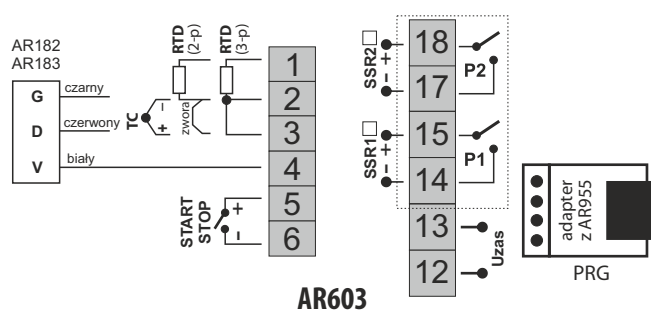 AR182
AR183
G
D
V
czarny
czerwony
biały
TC
–
+
RTD
(2-p)
RTD
(3-p)
zwora
START
STOP
+
-
1
2
3
4
5
6
SSR2
+
-
SSR1
+
-
18
17
15
14
13
12
P2
P1
Uzas
adapter
z AR955
PRG
AR603